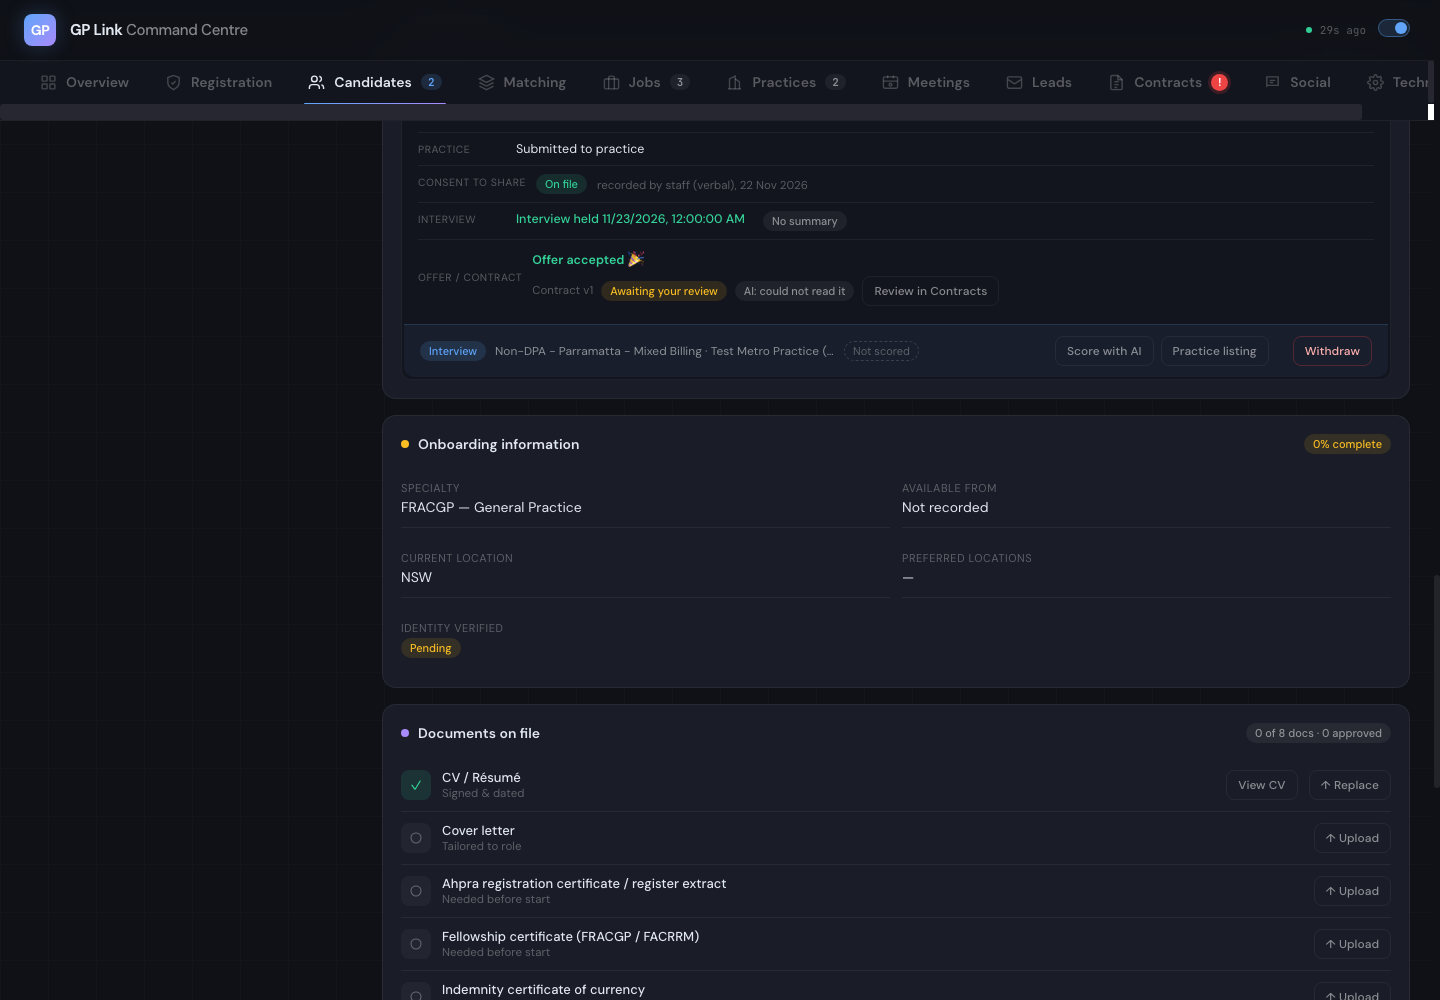 GP
GP Link Command Centre
29s ago
Overview
Registration
Candidates 2
Matching
Jobs 3
Practices 2
Meetings
Leads
Contracts !
Social
Techn
PRACTICE
Submitted to practice
CONSENT TO SHARE
On file
recorded by staff (verbal), 22 Nov 2026
INTERVIEW
Interview held 11/23/2026, 12:00:00 AM
No summary
OFFER / CONTRACT
Offer accepted 🎉
Contract v1
Awaiting your review
AI: could not read it
Review in Contracts
Interview
Non-DPA - Parramatta - Mixed Billing · Test Metro Practice (...
Not scored
Score with AI
Practice listing
Withdraw
Onboarding information
0% complete
SPECIALTY
FRACGP — General Practice
AVAILABLE FROM
Not recorded
CURRENT LOCATION
NSW
PREFERRED LOCATIONS
—
IDENTITY VERIFIED
Pending
Documents on file
0 of 8 docs · 0 approved
CV / Résumé
Signed & dated
View CV
↑ Replace
Cover letter
Tailored to role
↑ Upload
Ahpra registration certificate / register extract
Needed before start
↑ Upload
Fellowship certificate (FRACGP / FACRRM)
Needed before start
↑ Upload
Indemnity certificate of currency
↑ Upload